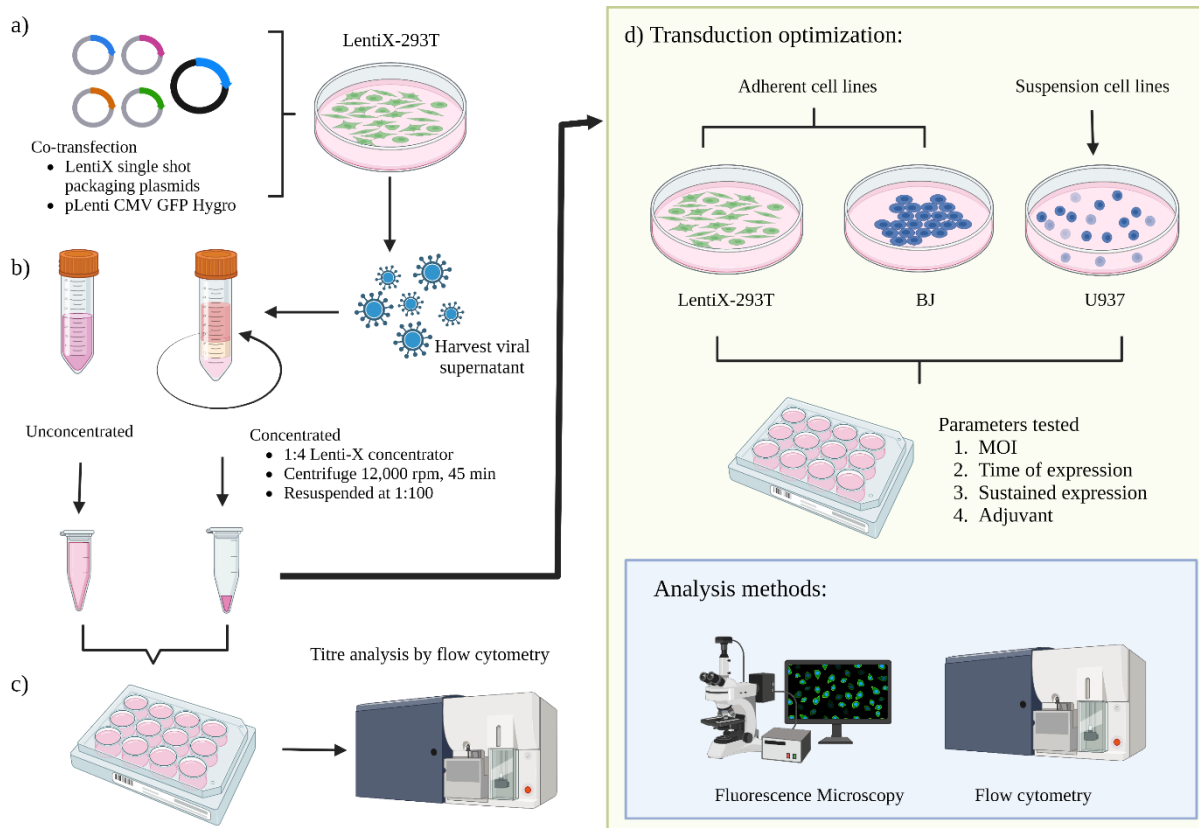 a)
LentiX-293T
Co-transfection
• LentiX single shot
packaging plasmids
• pLenti CMV GFP Hygro
b)
Harvest viral
supernatant
Unconcentrated
Concentrated
• 1:4 Lenti-X concentrator
• Centrifuge 12,000 rpm, 45 min
• Resuspended at 1:100
Titre analysis by flow cytometry
c)
d) Transduction optimization:
Adherent cell lines
Suspension cell lines
LentiX-293T
BJ
U937
Parameters tested
1. MOI
2. Time of expression
3. Sustained expression
4. Adjuvant
Analysis methods:
Fluorescence Microscopy
Flow cytometry